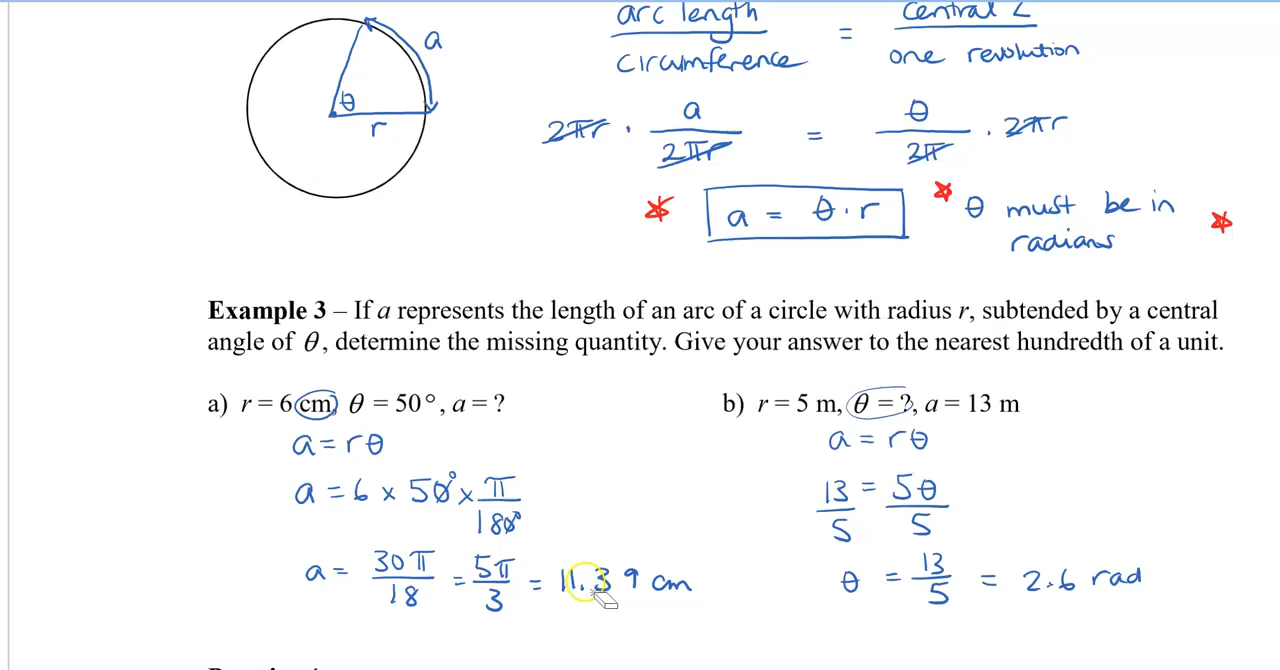 arc length / circumference = central ∠ / one revolution
a
θ
r
2πr · a / 2πr = θ / 2π · 2πr
* a = θ · r * θ must be in radians *
Example 3 – If a represents the length of an arc of a circle with radius r, subtended by a central
angle of θ, determine the missing quantity. Give your answer to the nearest hundredth of a unit.
a) r = 6 cm, θ = 50°, a = ?
a = rθ
a = 6 × 50° × π / 180°
a = 30π / 18 = 5π / 3 = 11.39 cm
b) r = 5 m, θ = ?, a = 13 m
a = rθ
13 / 5 = 5θ / 5
θ = 13 / 5 = 2.6 rad